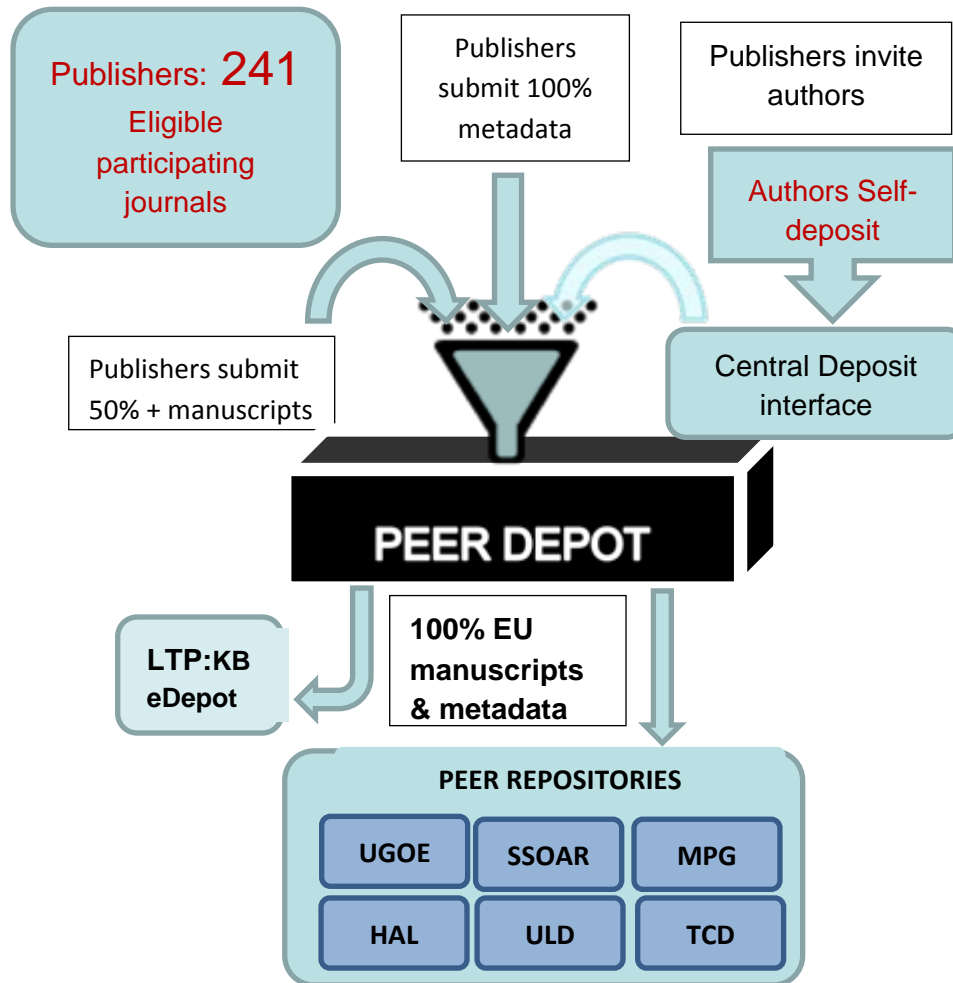 Publishers: 241
Eligible
participating
journals
Publishers
submit 100%
metadata
Publishers invite
authors
Authors Self-
deposit
Publishers submit
50% + manuscripts
Central Deposit
interface
PEER DEPOT
LTP:KB
eDepot
100% EU
manuscripts
& metadata
PEER REPOSITORIES
UGOE
SSOAR
MPG
HAL
ULD
TCD